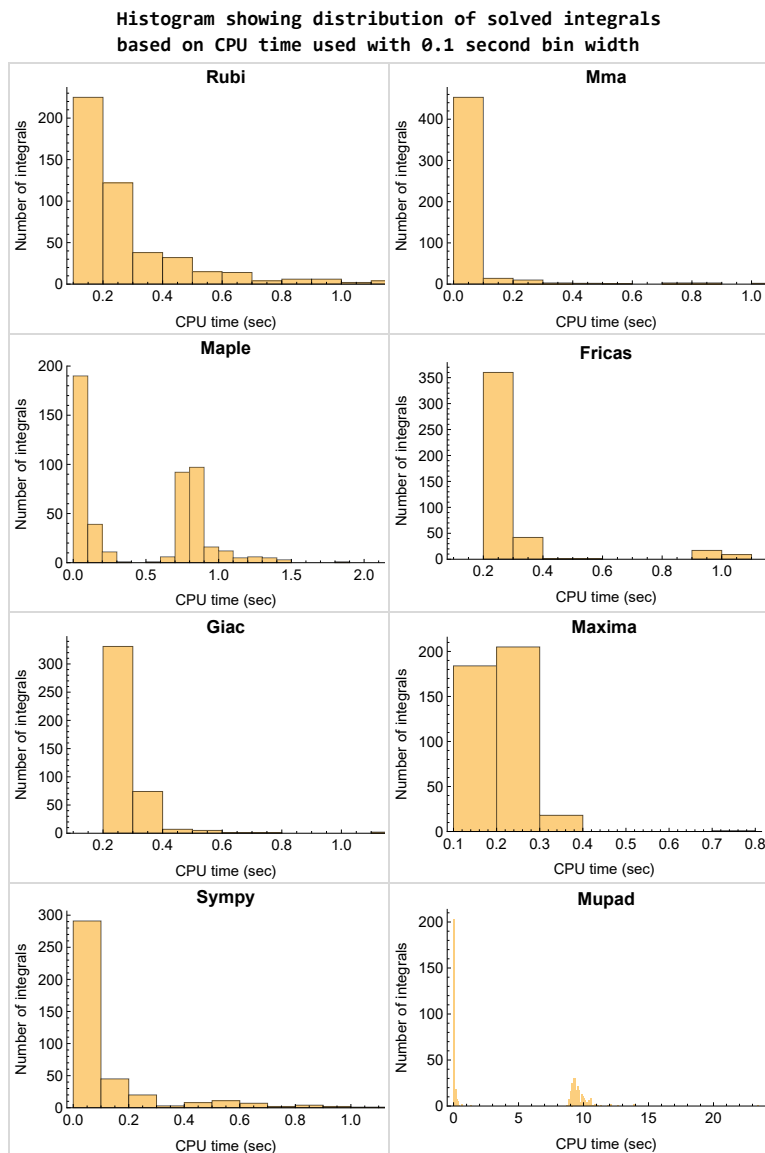 Histogram showing distribution of solved integrals
based on CPU time used with 0.1 second bin width
Rubi
Number of integrals
200
150
100
50
0
0.2 0.4 0.6 0.8 1.0
CPU time (sec)
Mma
Number of integrals
400
300
200
100
0
0.0 0.2 0.4 0.6 0.8 1.0
CPU time (sec)
Maple
Number of integrals
200
150
100
50
0
0.0 0.5 1.0 1.5 2.0
CPU time (sec)
Fricas
Number of integrals
350
300
250
200
150
100
50
0
0.2 0.4 0.6 0.8 1.0
CPU time (sec)
Giac
Number of integrals
300
250
200
150
100
50
0
0.2 0.4 0.6 0.8 1.0
CPU time (sec)
Maxima
Number of integrals
200
150
100
50
0
0.1 0.2 0.3 0.4 0.5 0.6 0.7 0.8
CPU time (sec)
Sympy
Number of integrals
300
250
200
150
100
50
0
0.0 0.2 0.4 0.6 0.8 1.0
CPU time (sec)
Mupad
Number of integrals
200
150
100
50
0
0 5 10 15 20
CPU time (sec)